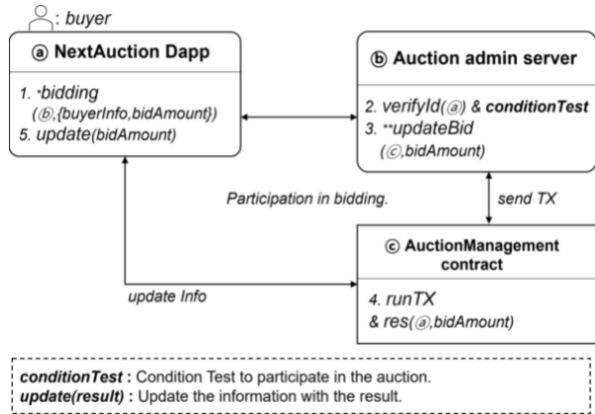 : buyer
ⓐ NextAuction Dapp
1. *bidding
(ⓑ,{buyerInfo,bidAmount})
5. update(bidAmount)
ⓑ Auction admin server
2. verifyId(ⓐ) & conditionTest
3. **updateBid
(ⓒ,bidAmount)
Participation in bidding.
send TX
ⓒ AuctionManagement
contract
4. runTX
& res(ⓐ,bidAmount)
update Info
conditionTest : Condition Test to participate in the auction.
update(result) : Update the information with the result.